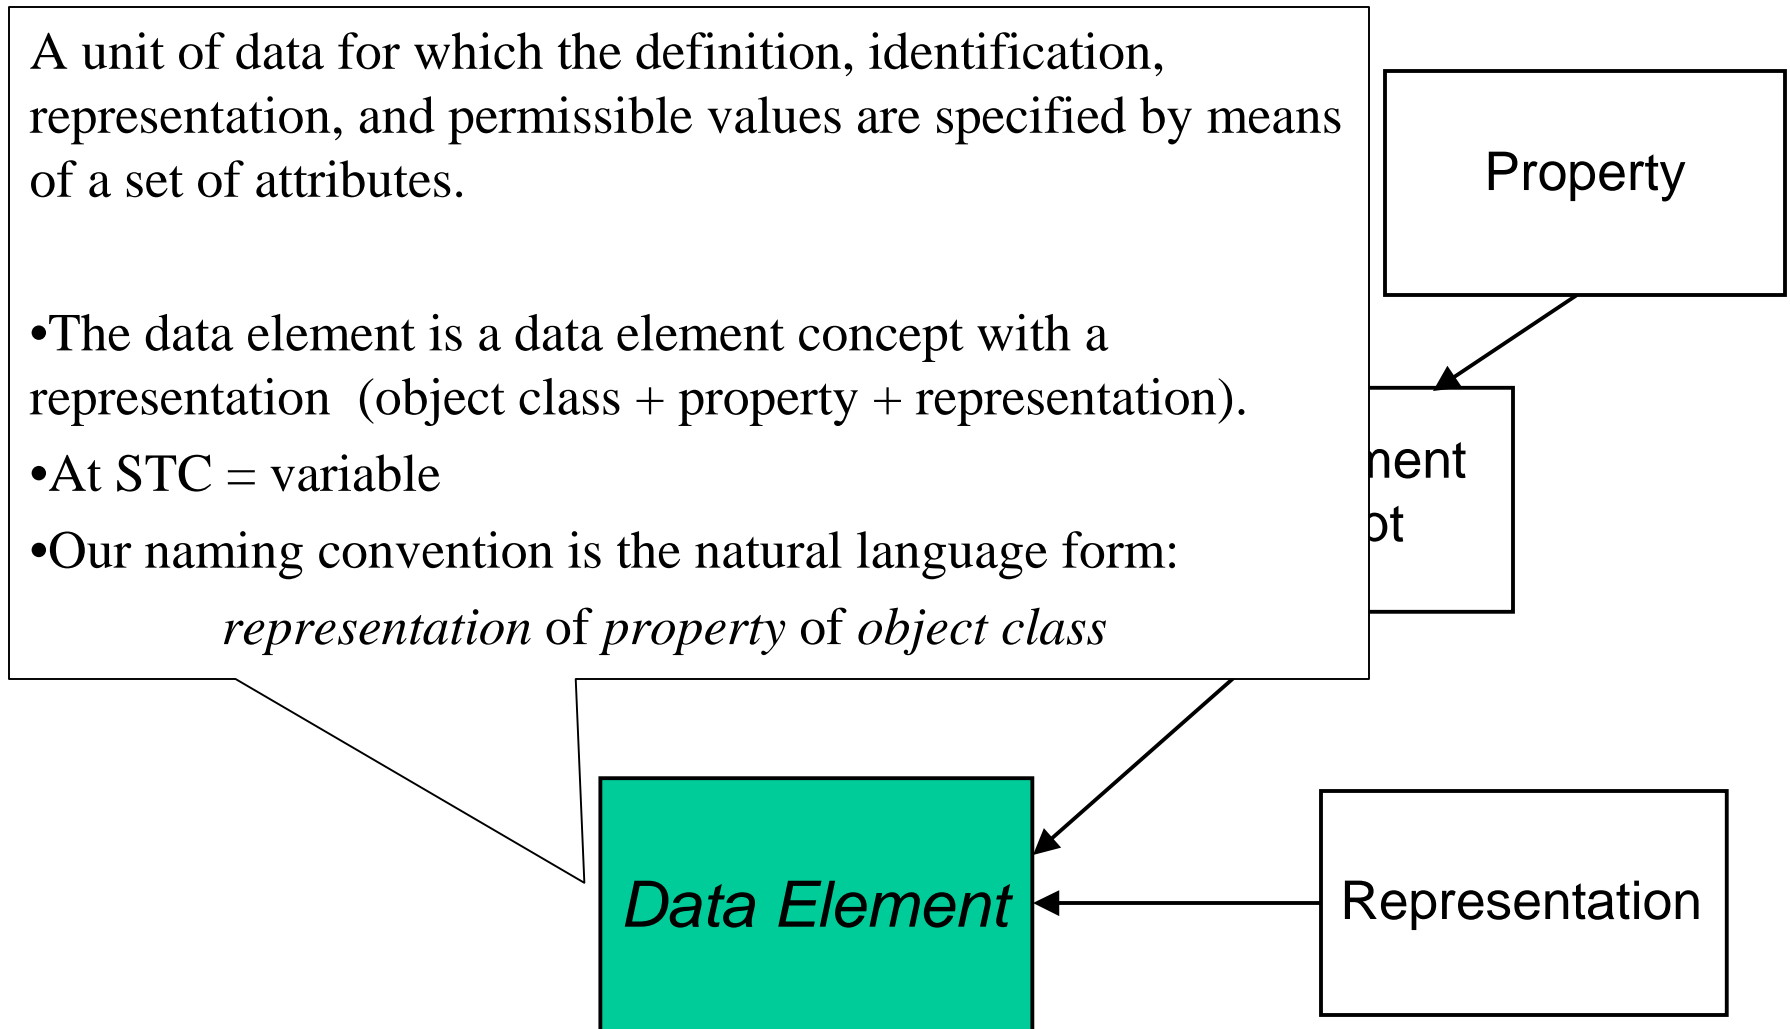 A unit of data for which the definition, identification,
representation, and permissible values are specified by means
of a set of attributes.
•The data element is a data element concept with a
representation  (object class + property + representation).
•At STC = variable
•Our naming convention is the natural language form:
representation of property of object class
Property
Data Element
Representation